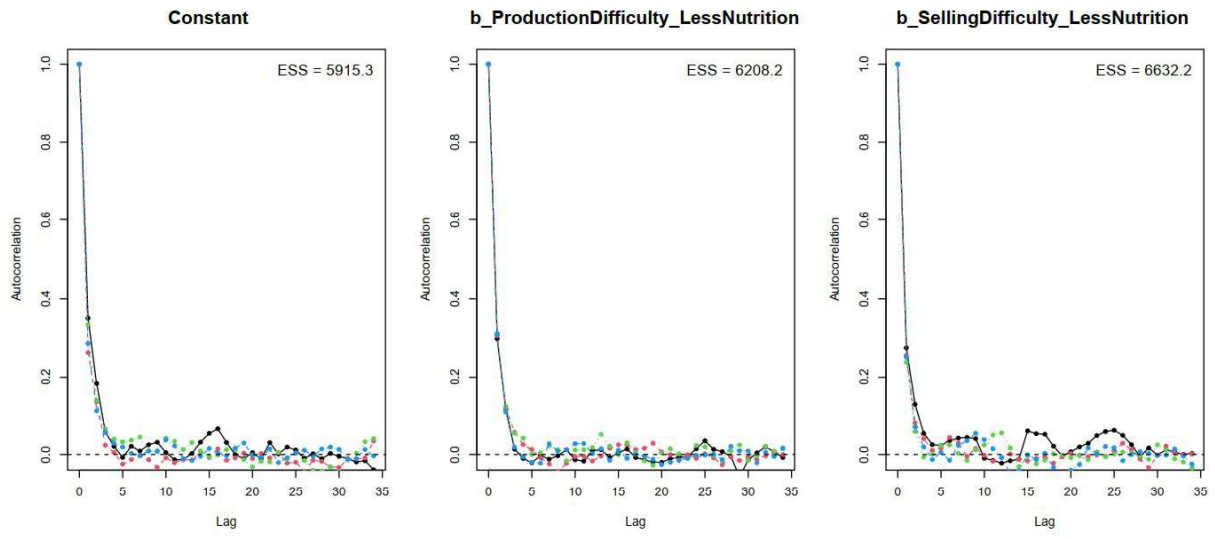 Constant
ESS = 5915.3
Autocorrelation
1.0
0.8
0.6
0.4
0.2
0.0
0 5 10 15 20 25 30 35
Lag
b_ProductionDifficulty_LessNutrition
ESS = 6208.2
Autocorrelation
1.0
0.8
0.6
0.4
0.2
0.0
0 5 10 15 20 25 30 35
Lag
b_SellingDifficulty_LessNutrition
ESS = 6632.2
Autocorrelation
1.0
0.8
0.6
0.4
0.2
0.0
0 5 10 15 20 25 30 35
Lag